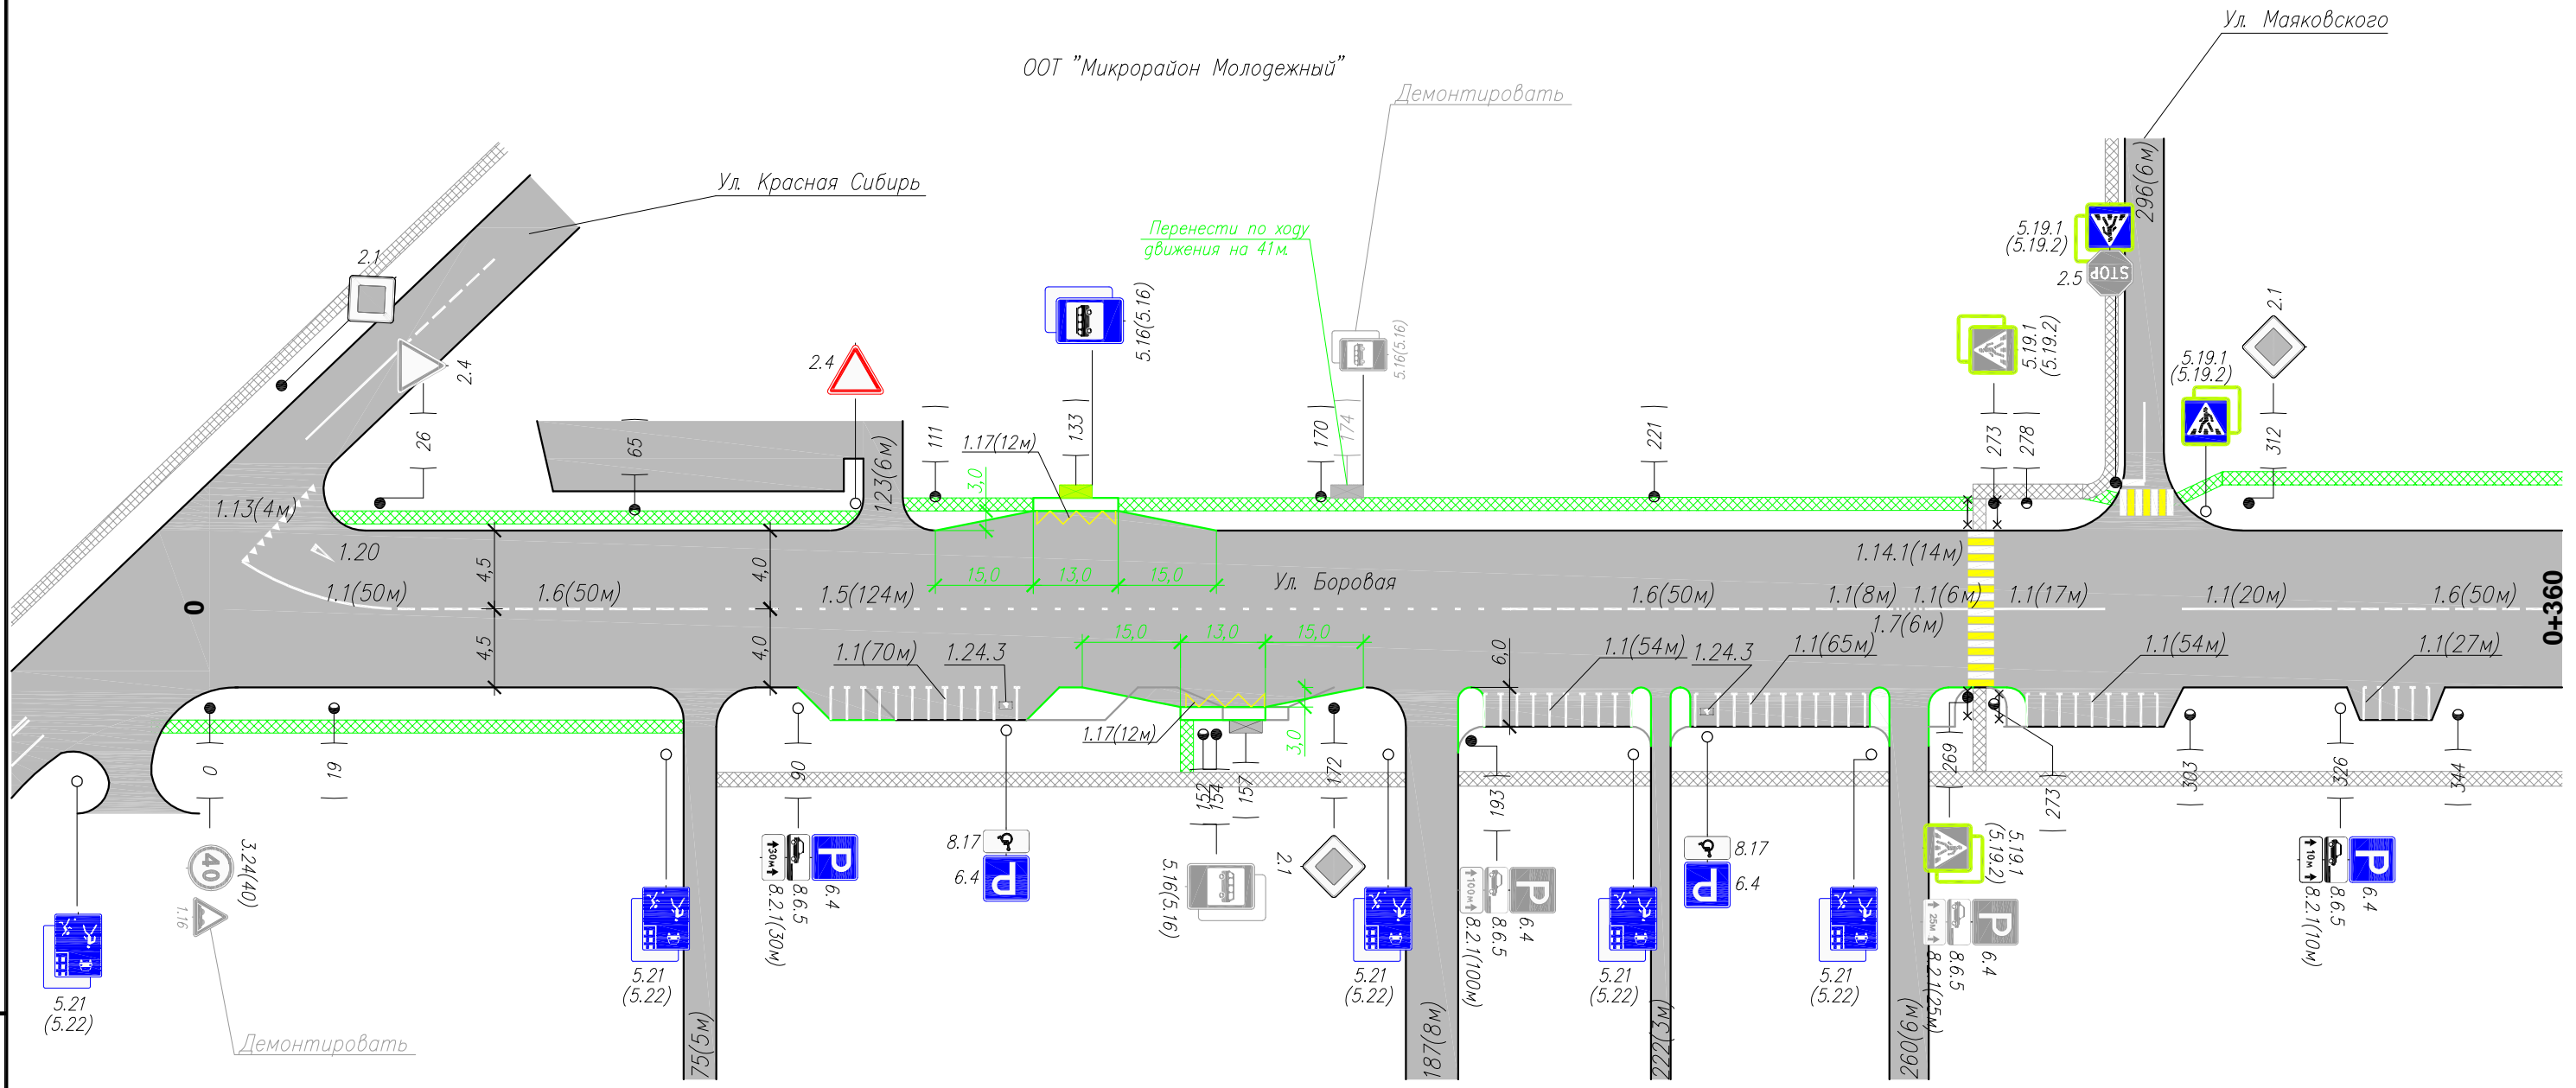 Ул. Маяковского
ООТ "Микрорайон Молодежный"
Демонтировать
Ул. Красная Сибирь
296(6м)
Перенести по ходу
движения на 41м.
5.19.1
(5.19.2)
2.5
STOP
2.1
2.1
5.16(5.16)
5.16(5.16)
5.19.1
(5.19.2)
5.19.1
(5.19.2)
2.4
2.4
26
65
123(6м)
111
1.17(12м)
133
170
174
221
273
278
312
3,0
1.13(4м)
1.20
4,5
4,0
15,0
13,0
15,0
Ул. Боровая
1.14.1(14м)
0
1.1(50м)
1.6(50м)
1.5(124м)
1.6(50м)
1.1(8м)
1.1(6м)
1.1(17м)
1.1(20м)
1.6(50м)
0+360
1.7(6м)
4,5
4,0
15,0
13,0
15,0
1.1(70м)
1.24.3
6,0
1.1(54м)
1.24.3
1.1(65м)
1.1(54м)
1.1(27м)
1.17(12м)
3,0
0
19
90
152
154
157
172
193
269
273
303
326
344
40
3.24(40)
1.16
30м
8.2.1(30м)
8.6.5
6.4
P
8.17
6.4
P
5.16(5.16)
2.1
100м
8.2.1(100м)
8.6.5
6.4
P
8.17
6.4
P
5.19.1
(5.19.2)
25м
8.2.1(25м)
8.6.5
6.4
P
10м
8.2.1(10м)
8.6.5
6.4
P
5.21
(5.22)
5.21
(5.22)
5.21
(5.22)
5.21
(5.22)
5.21
(5.22)
Демонтировать
75(5м)
187(8м)
222(3м)
260(6м)